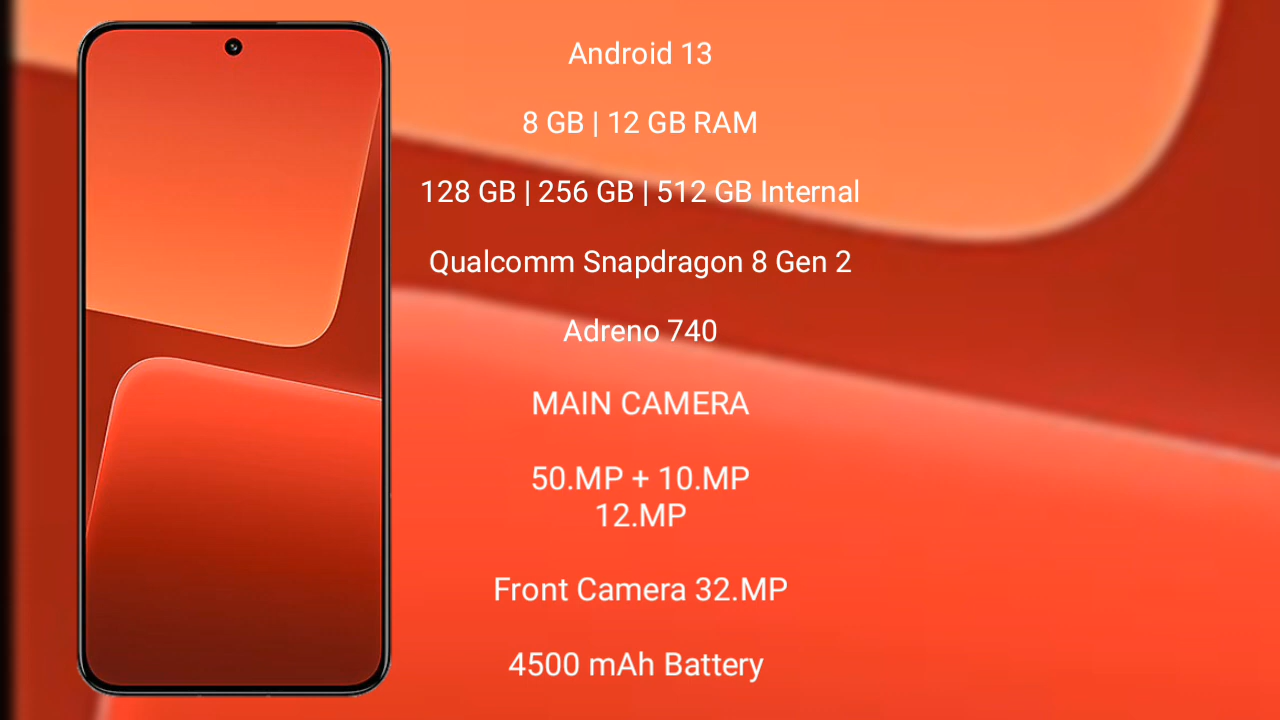 Android 13
8 GB | 12 GB RAM
128 GB | 256 GB | 512 GB Internal
Qualcomm Snapdragon 8 Gen 2
Adreno 740
MAIN CAMERA
50.MP + 10.MP
12.MP
Front Camera 32.MP
4500 mAh Battery